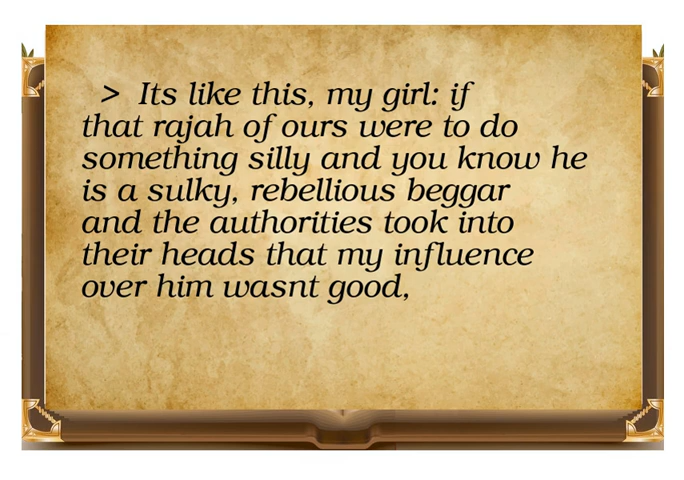 > Its like this, my girl: if
that rajah of ours were to do
something silly and you know he
is a sulky, rebellious beggar
and the authorities took into
their heads that my influence
over him wasnt good,